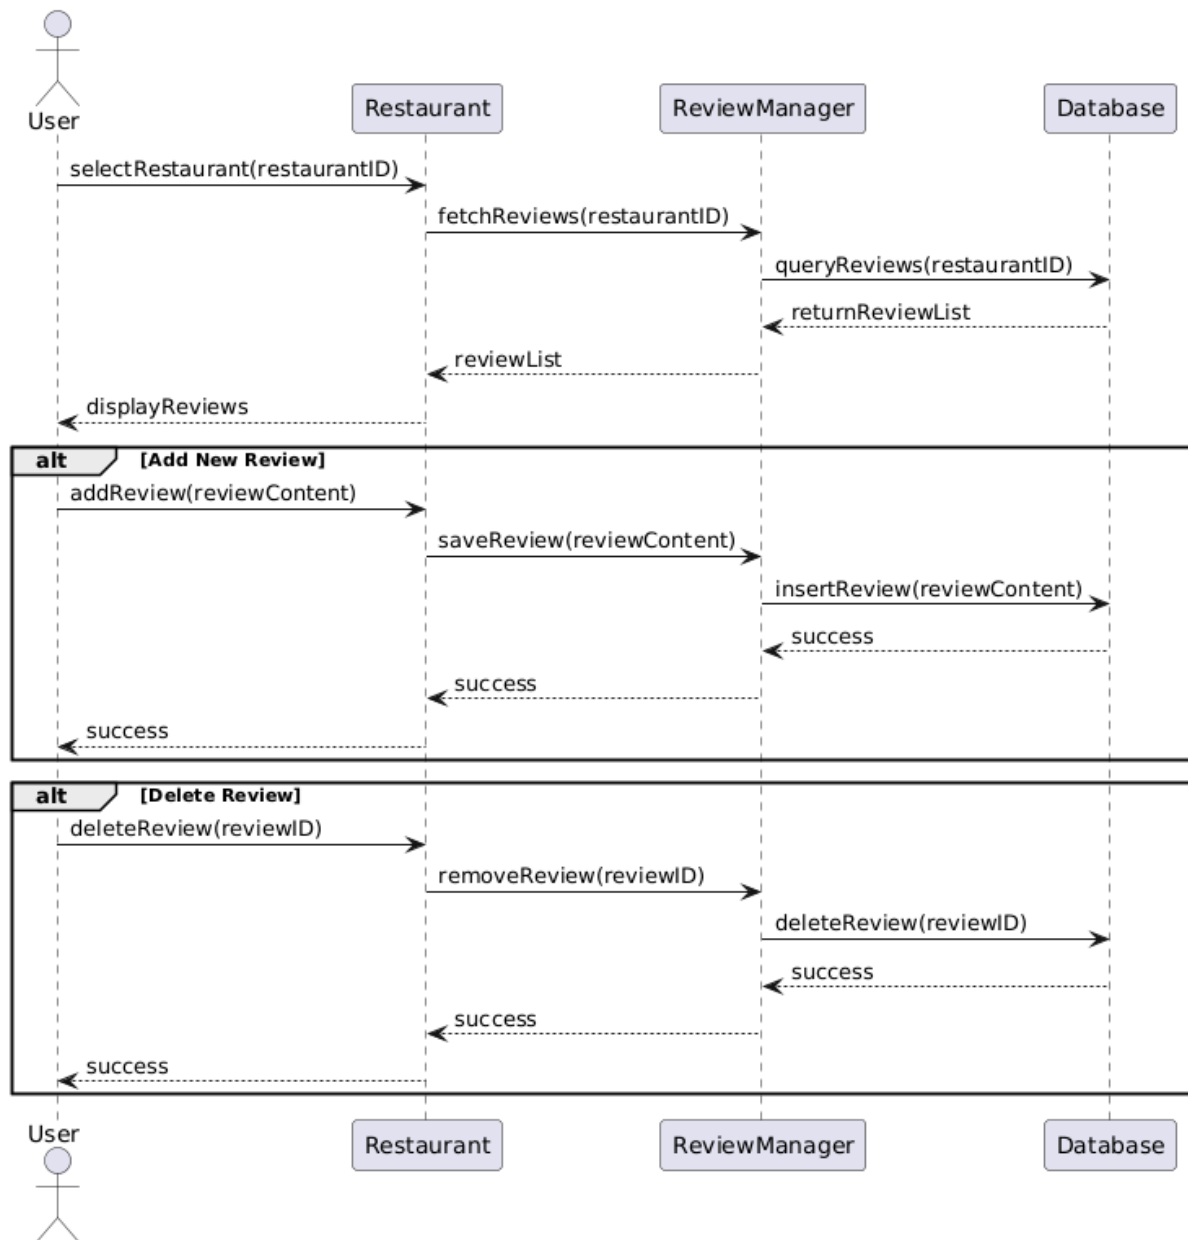 User
Restaurant
ReviewManager
Database
selectRestaurant(restaurantID)
fetchReviews(restaurantID)
queryReviews(restaurantID)
returnReviewList
reviewList
displayReviews
alt [Add New Review]
addReview(reviewContent)
saveReview(reviewContent)
insertReview(reviewContent)
success
success
success
alt [Delete Review]
deleteReview(reviewID)
removeReview(reviewID)
deleteReview(reviewID)
success
success
success
User
Restaurant
ReviewManager
Database